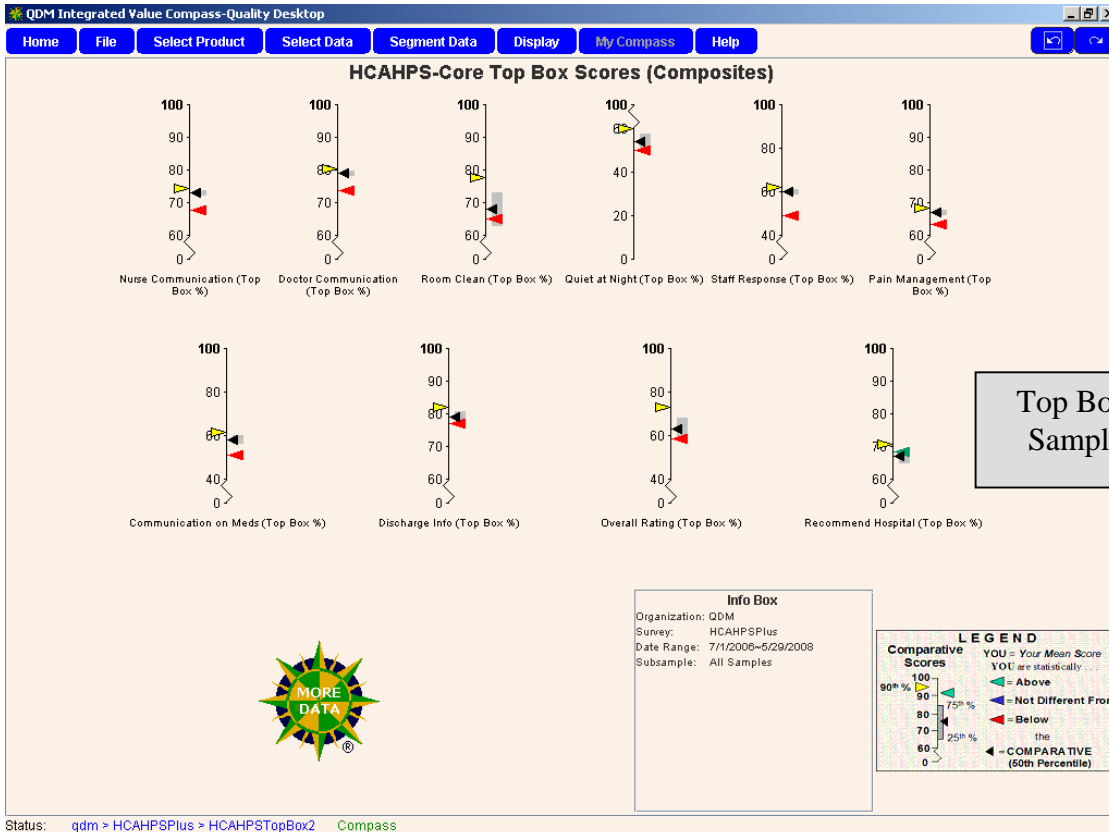 QDM Integrated Value Compass-Quality Desktop
Home File Select Product Select Data Segment Data Display My Compass Help
HCAHPS-Core Top Box Scores (Composites)
100 100 100 100 100 100
90 90 90 60 80 90
80 80 80 40 60 80
70 70 70 20 40 70
60 60 60 0 0 60
0 0 0 0
Nurse Communication (Top Box %)
Doctor Communication (Top Box %)
Room Clean (Top Box %)
Quiet at Night (Top Box %)
Staff Response (Top Box %)
Pain Management (Top Box %)
100 100 100 100
80 90 80 90
60 80 60 80
40 70 40 70
0 60 0 60
0 0
Communication on Meds (Top Box %)
Discharge Info (Top Box %)
Overall Rating (Top Box %)
Recommend Hospital (Top Box %)
Top Bo
Sampl
MORE
DATA
®
Info Box
Organization: QDM
Survey: HCAHPSPlus
Date Range: 7/1/2006~5/29/2008
Subsample: All Samples
LEGEND
Comparative Scores
YOU = Your Mean Score
YOU are statistically . . .
100
90th %
90
75th %
80
70
25th %
60
0
= Above
= Not Different From
= Below
the
= COMPARATIVE
(50th Percentile)
Status: qdm > HCAHPSPlus > HCAHPSTopBox2 Compass